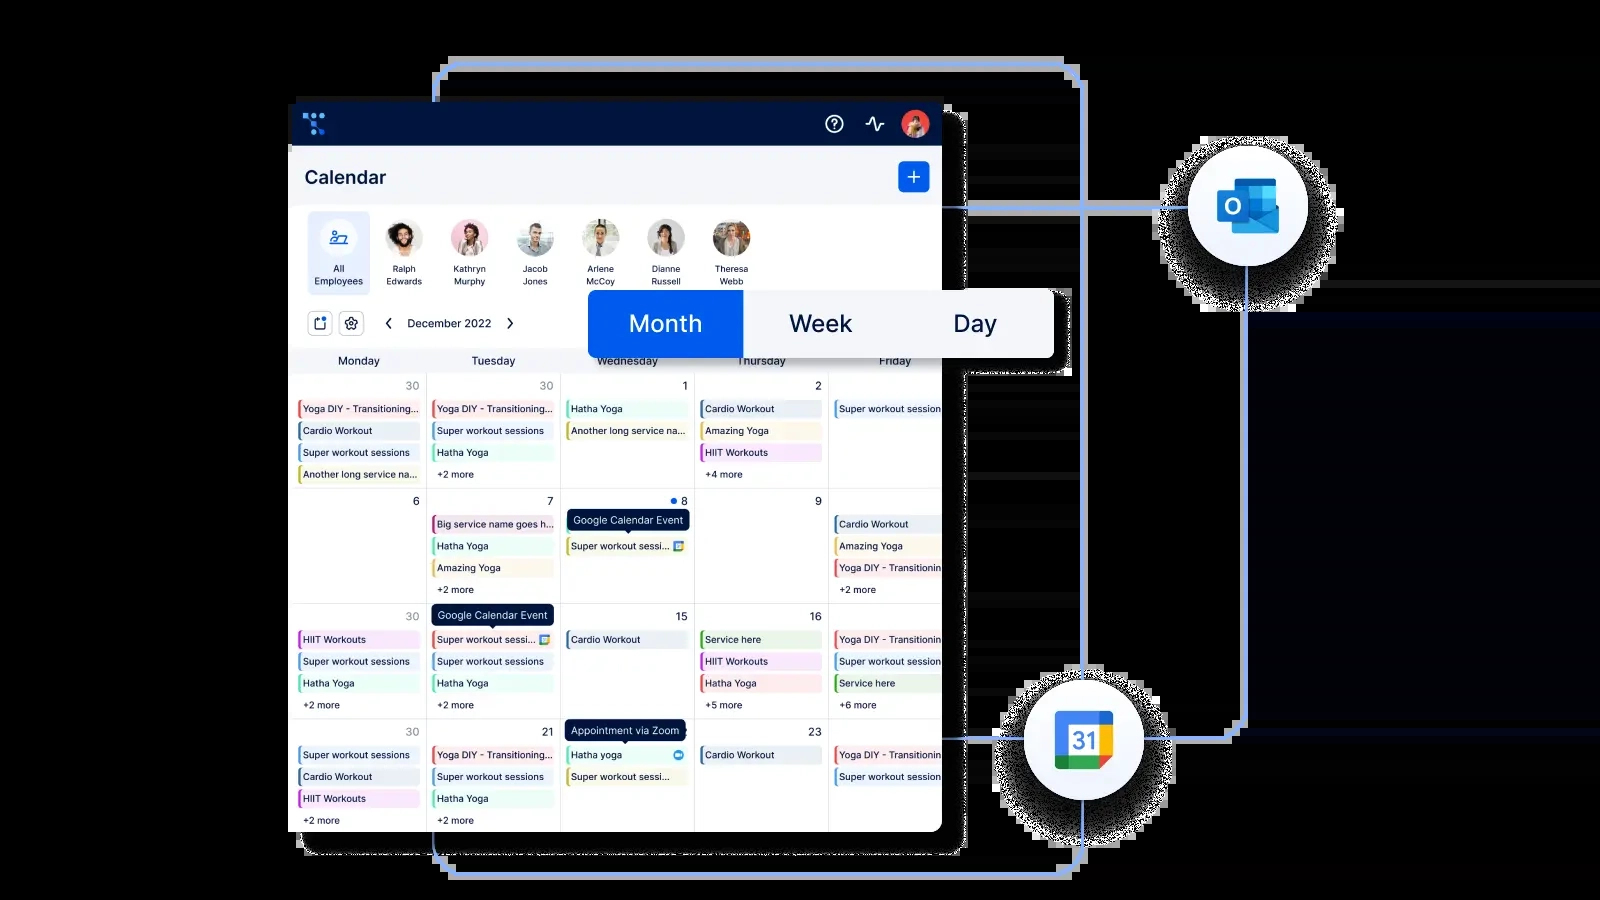 Calendar
+
All Employees
Ralph Edwards
Kathryn Murphy
Jacob Jones
Arlene McCoy
Dianne Russell
Theresa Webb
December 2022
Month Week Day
Monday Tuesday Wednesday Thursday Friday
30 30 1 2
Yoga DIY - Transitioning... Yoga DIY - Transitioning... Hatha Yoga Cardio Workout Super workout session
Cardio Workout Super workout sessions Another long service na... Amazing Yoga
Super workout sessions Hatha Yoga HIIT Workouts
Another long service na... +2 more +4 more
6 7 8 9
Google Calendar Event
Big service name goes h... Cardio Workout
Hatha Yoga Super workout sessi... Amazing Yoga
Amazing Yoga Yoga DIY - Transitionin
+2 more +2 more
30 Google Calendar Event 15 16
HIIT Workouts Super workout sessi... Cardio Workout Service here Yoga DIY - Transitionin
Super workout sessions Super workout sessions HIIT Workouts Super workout session
Hatha Yoga Hatha Yoga Hatha Yoga Service here
+2 more +2 more +5 more +6 more
30 21 Appointment via Zoom 23
Super workout sessions Yoga DIY - Transitioning... Hatha yoga Cardio Workout Yoga DIY - Transitionin
Cardio Workout Super workout sessions Super workout sessi... Super workout session
HIIT Workouts Hatha Yoga
+2 more +2 more
O
31